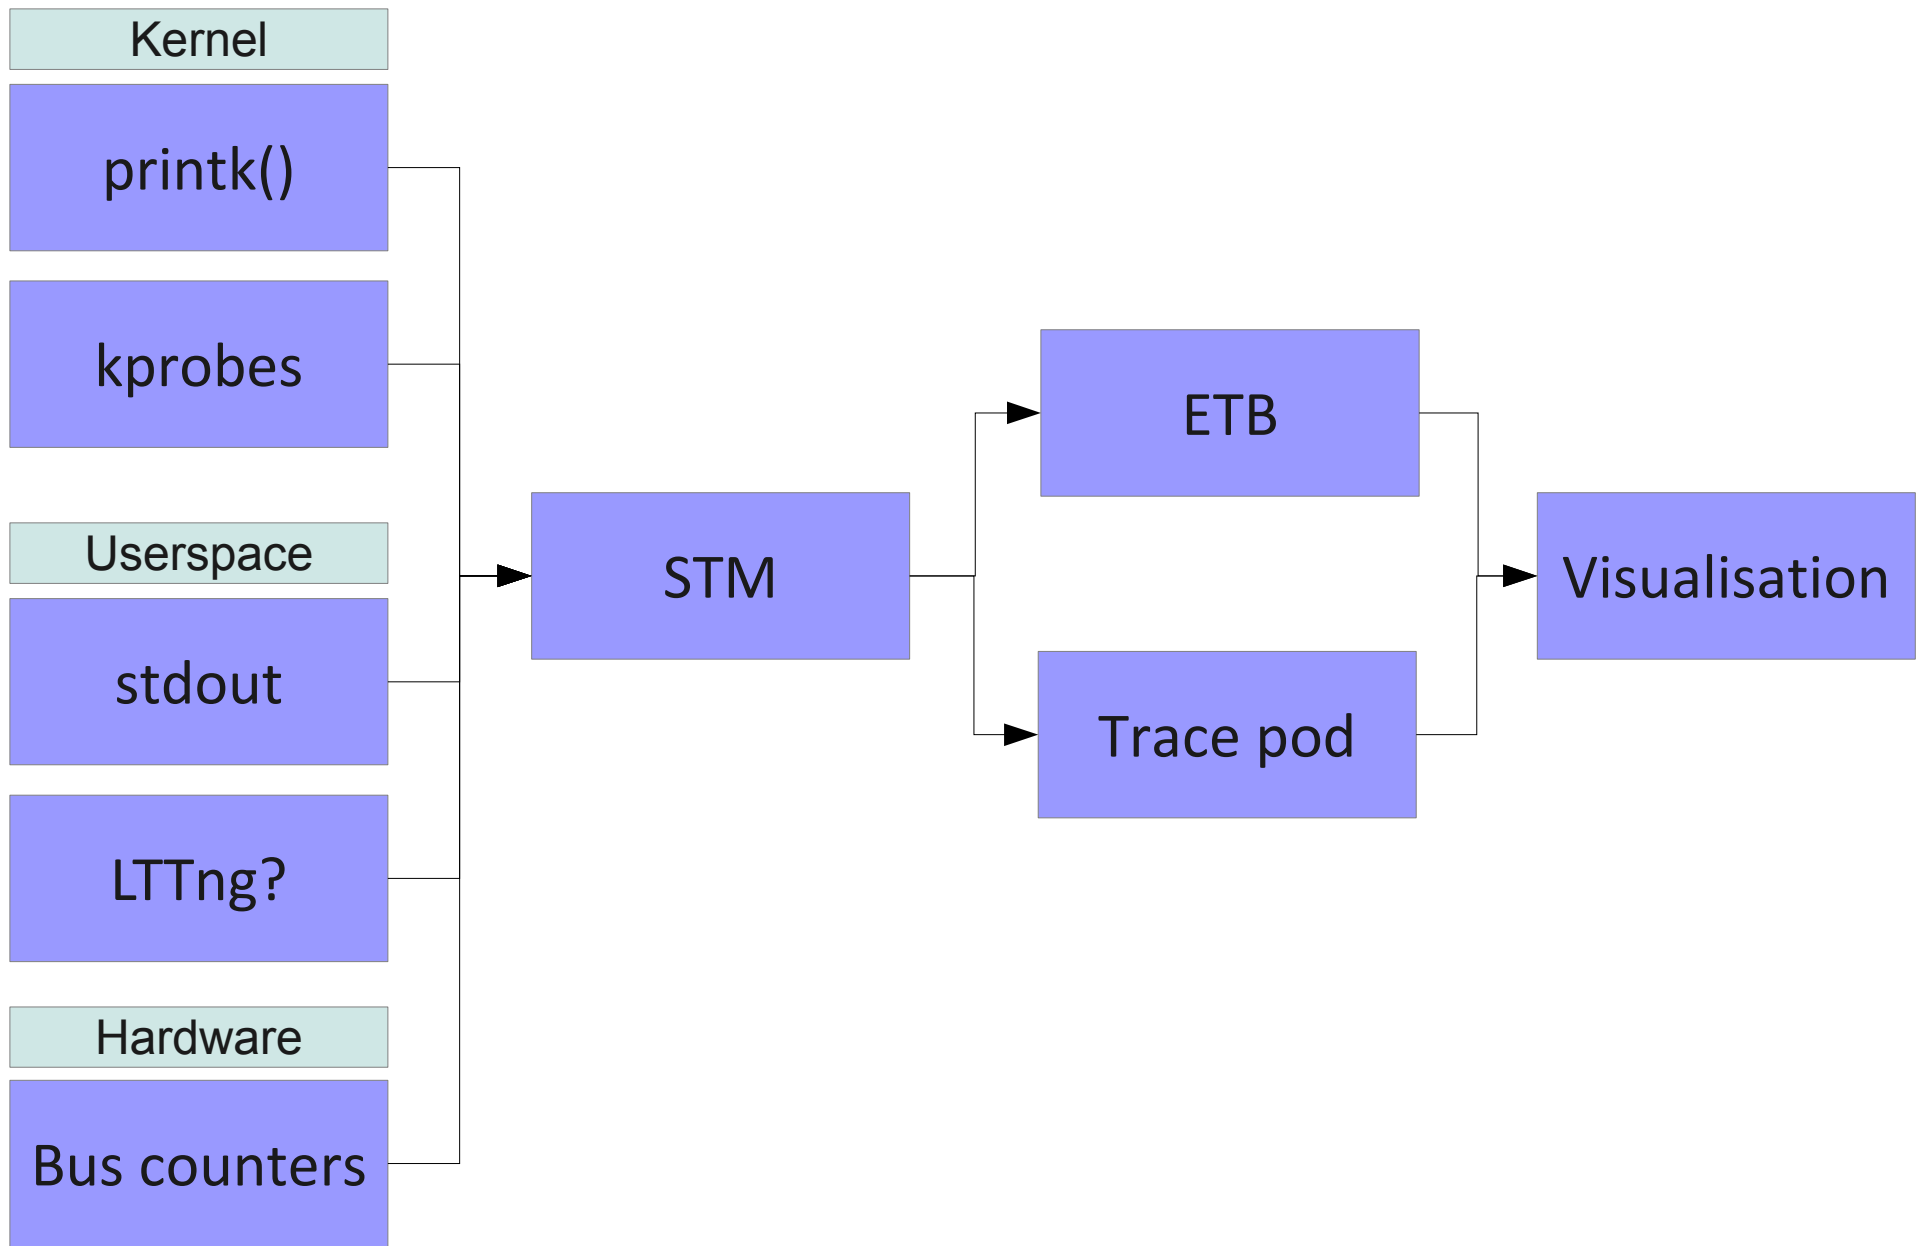 Kernel
printk()
kprobes
Userspace
stdout
LTTng?
Hardware
Bus counters
STM
ETB
Trace pod
Visualisation